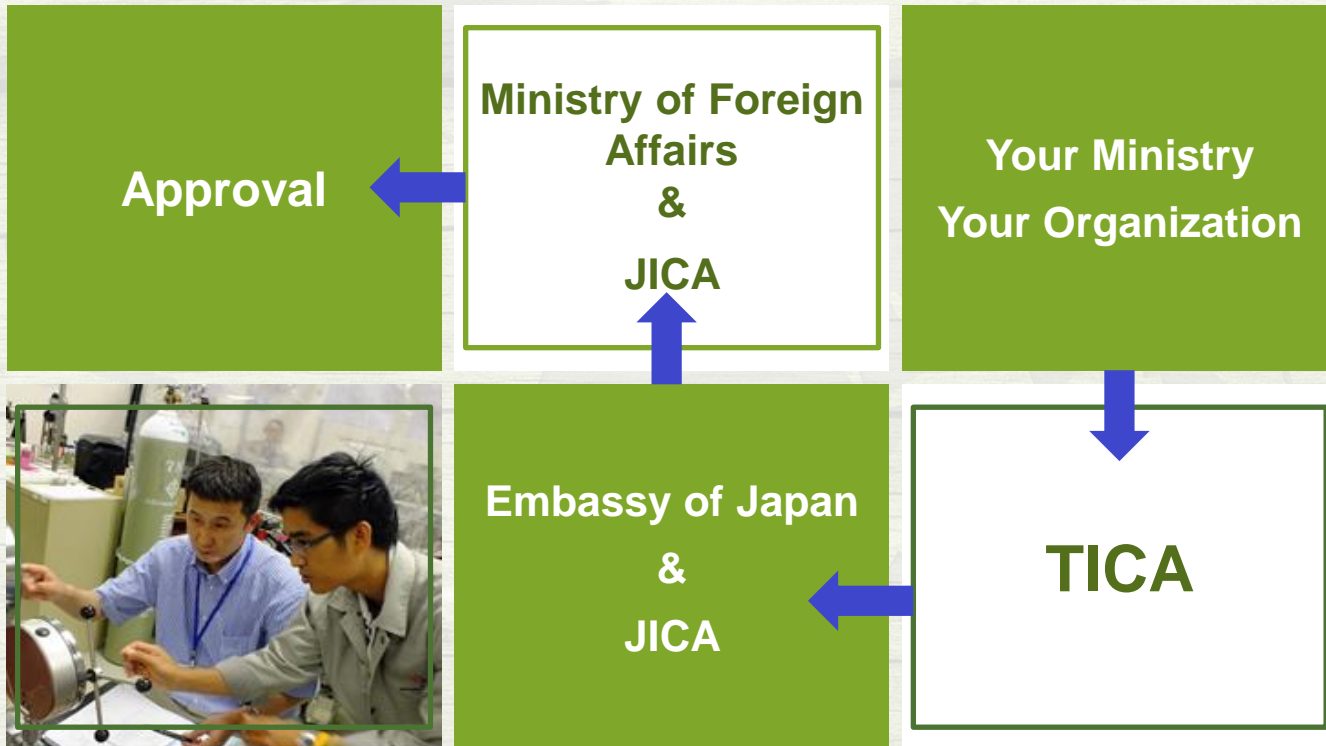 Approval
Ministry of Foreign
Affairs
&
JICA
Your Ministry
Your Organization
Embassy of Japan
&
JICA
TICA